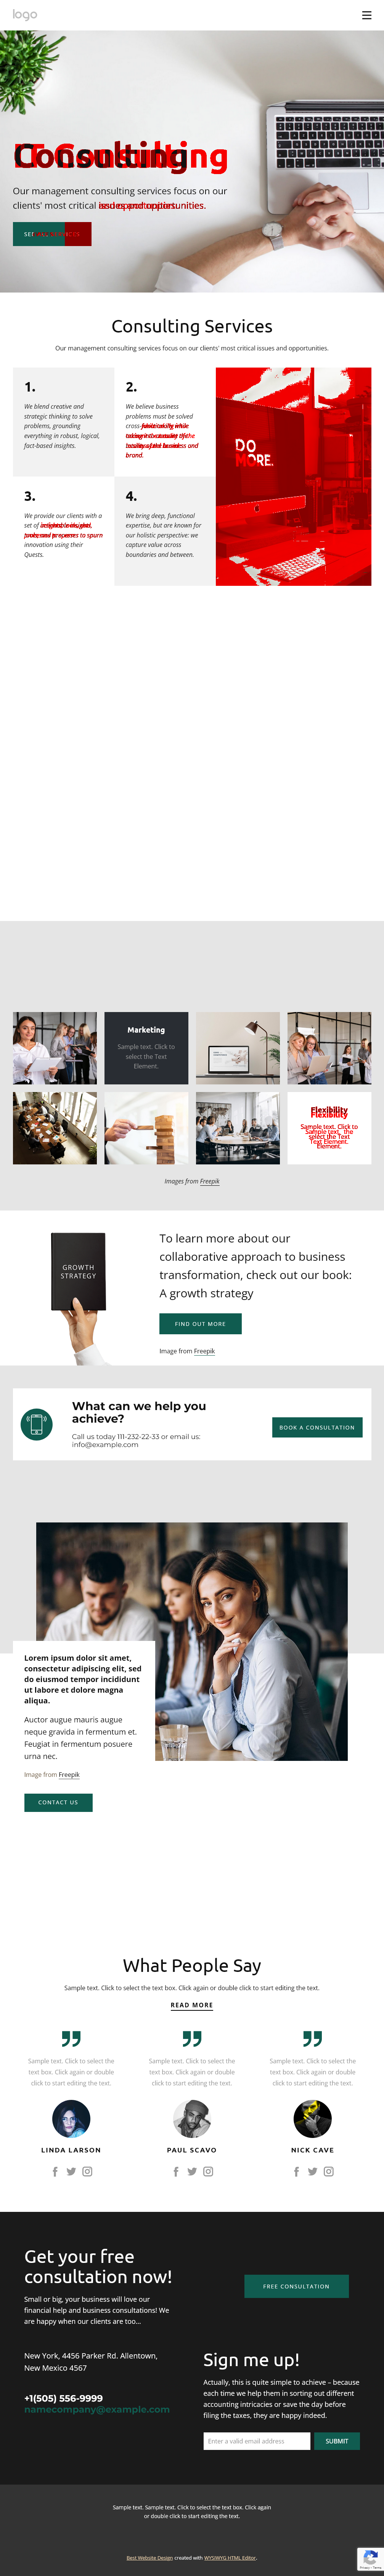 logo
Consulting
Our management consulting services focus on our
clients' most critical issues and opportunities.
Consulting Services
Our management consulting services focus on our clients' most critical issues and opportunities.
1.
We blend creative and
strategic thinking to solve
problems, grounding
everything in robust, logical,
fact-based insights.
2.
We believe business
problems must be solved
brand.
DO
MORE.
3.
We provide our clients with a
set of
innovation using their
Quests.
4.
We bring deep, functional
expertise, but are known for
our holistic perspective: we
capture value across
boundaries and between.
Marketing
Sample text. Click to
select the Text
Element.
Flexibility
Sample text. Click to
select the Text
Element.
Images from Freepik
GROWTH
STRATEGY
To learn more about our
collaborative approach to business
transformation, check out our book:
A growth strategy
FIND OUT MORE
Image from Freepik
What can we help you
achieve?
Call us today 111-232-22-33 or email us:
info@example.com
BOOK A CONSULTATION
Lorem ipsum dolor sit amet,
consectetur adipiscing elit, sed
do eiusmod tempor incididunt
ut labore et dolore magna
aliqua.
Auctor augue mauris augue
neque gravida in fermentum et.
Feugiat in fermentum posuere
urna nec.
Image from Freepik
CONTACT US
What People Say
Sample text. Click to select the text box. Click again or double click to start editing the text.
READ MORE
Sample text. Click to select the
text box. Click again or double
click to start editing the text.
LINDA LARSON
Sample text. Click to select the
text box. Click again or double
click to start editing the text.
PAUL SCAVO
Sample text. Click to select the
text box. Click again or double
click to start editing the text.
NICK CAVE
Get your free
consultation now!
Small or big, your business will love our
financial help and business consultations! We
are happy when our clients are too...
FREE CONSULTATION
New York, 4456 Parker Rd. Allentown,
New Mexico 4567
+1(505) 556-9999
namecompany@example.com
Sign me up!
Actually, this is quite simple to achieve – because
each time we help them in sorting out different
accounting intricacies or save the day before
filing the taxes, they are happy indeed.
Enter a valid email address
SUBMIT
Sample text. Sample text. Click to select the text box. Click again
or double click to start editing the text.
Best Website Design created with WYSIWYG HTML Editor.
Privacy - Terms